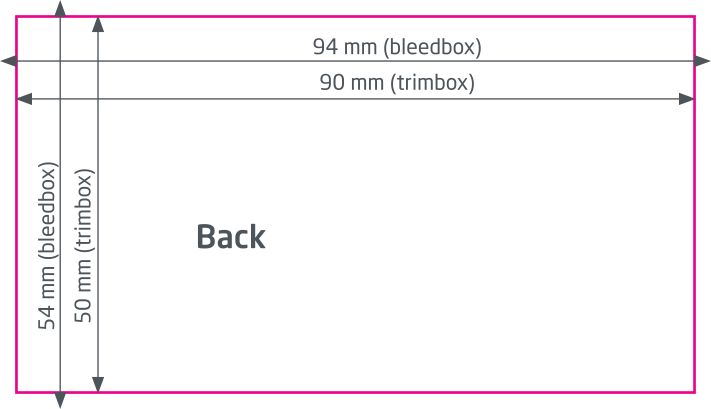 94 mm (bleedbox)
90 mm (trimbox)
54 mm (bleedbox)
50 mm (trimbox)
Back